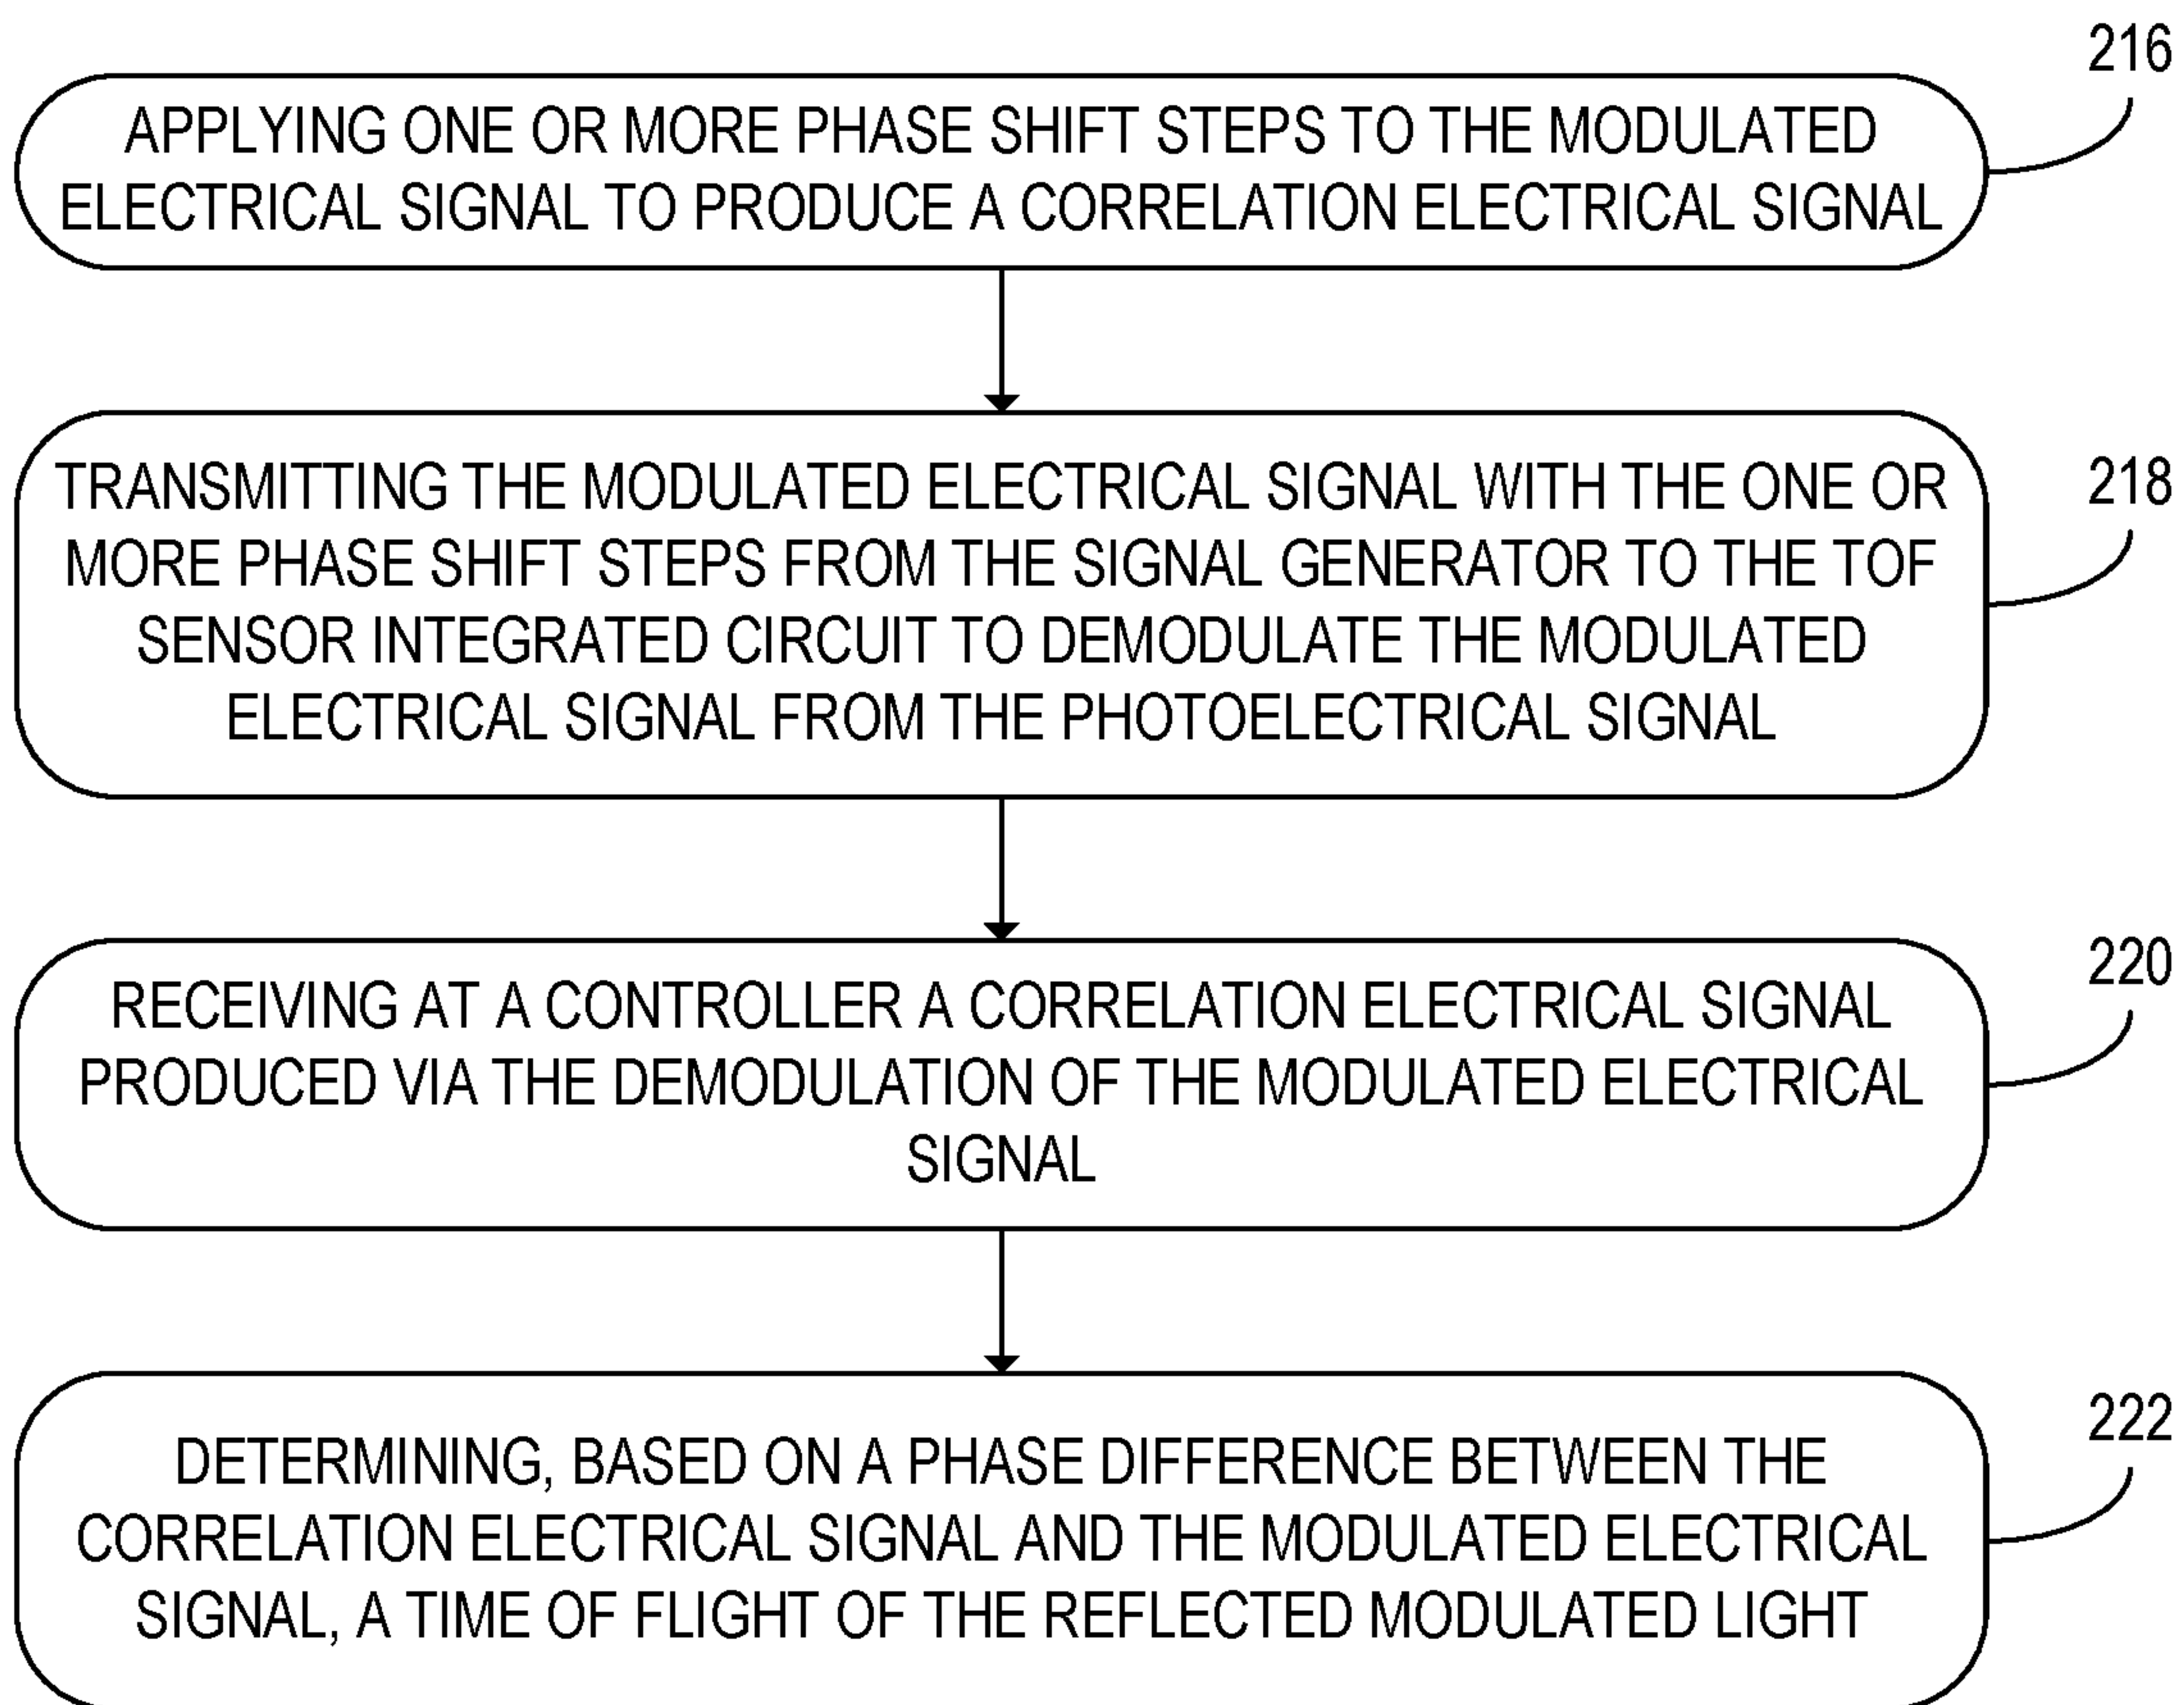 216
APPLYING ONE OR MORE PHASE SHIFT STEPS TO THE MODULATED
ELECTRICAL SIGNAL TO PRODUCE A CORRELATION ELECTRICAL SIGNAL
218
TRANSMITTING THE MODULATED ELECTRICAL SIGNAL WITH THE ONE OR
MORE PHASE SHIFT STEPS FROM THE SIGNAL GENERATOR TO THE TOF
SENSOR INTEGRATED CIRCUIT TO DEMODULATE THE MODULATED
ELECTRICAL SIGNAL FROM THE PHOTOELECTRICAL SIGNAL
220
RECEIVING AT A CONTROLLER A CORRELATION ELECTRICAL SIGNAL
PRODUCED VIA THE DEMODULATION OF THE MODULATED ELECTRICAL
SIGNAL
222
DETERMINING, BASED ON A PHASE DIFFERENCE BETWEEN THE
CORRELATION ELECTRICAL SIGNAL AND THE MODULATED ELECTRICAL
SIGNAL, A TIME OF FLIGHT OF THE REFLECTED MODULATED LIGHT